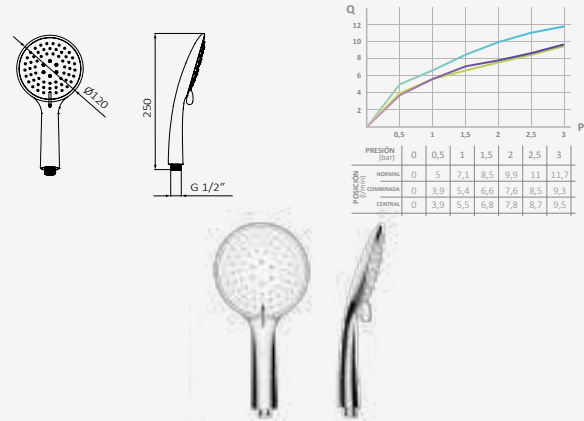 Ø120
250
G 1/2”
Q
12
10
8
6
4
2
0,5 1 1,5 2 2,5 3
P
PRESIÓN (bar) 0 0,5 1 1,5 2 2,5 3
POSICIÓN (l/min)
NORMAL 0 5 7,1 8,5 9,9 11 11,7
COMBINADA 0 3,9 5,4 6,6 7,6 8,5 9,3
CENTRAL 0 3,9 5,5 6,8 7,8 8,7 9,5